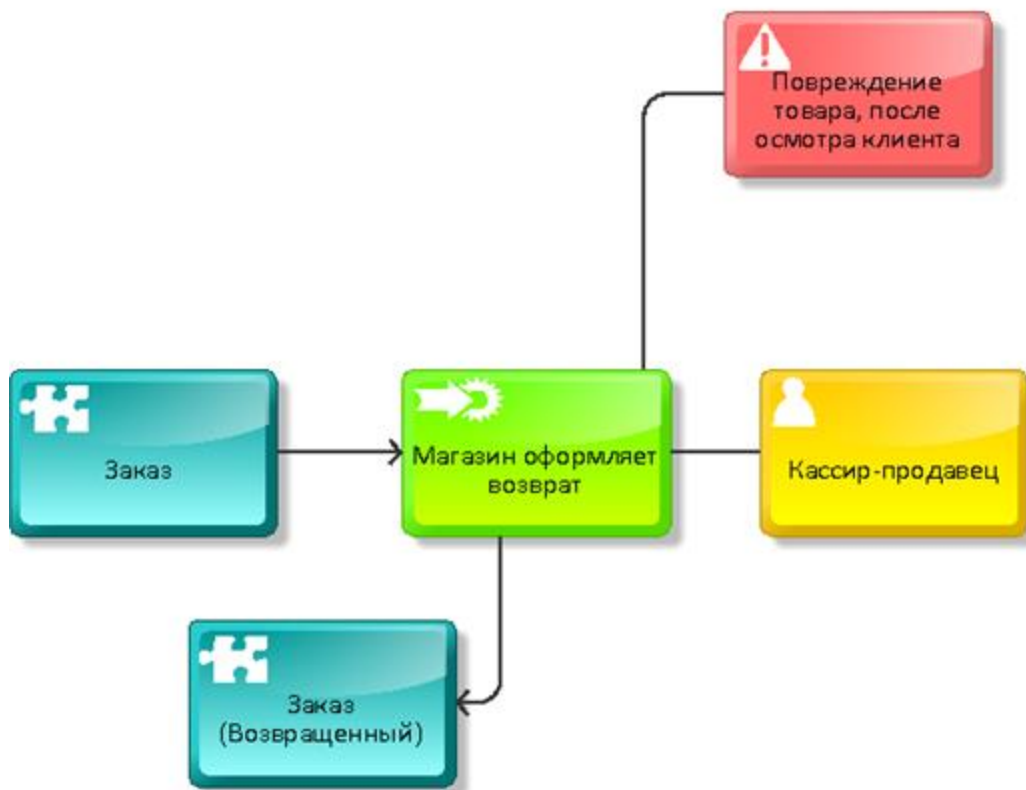 Повреждение
товара, после
осмотра клиента
Заказ
Магазин оформляет
возврат
Кассир-продавец
Заказ
(Возвращенный)